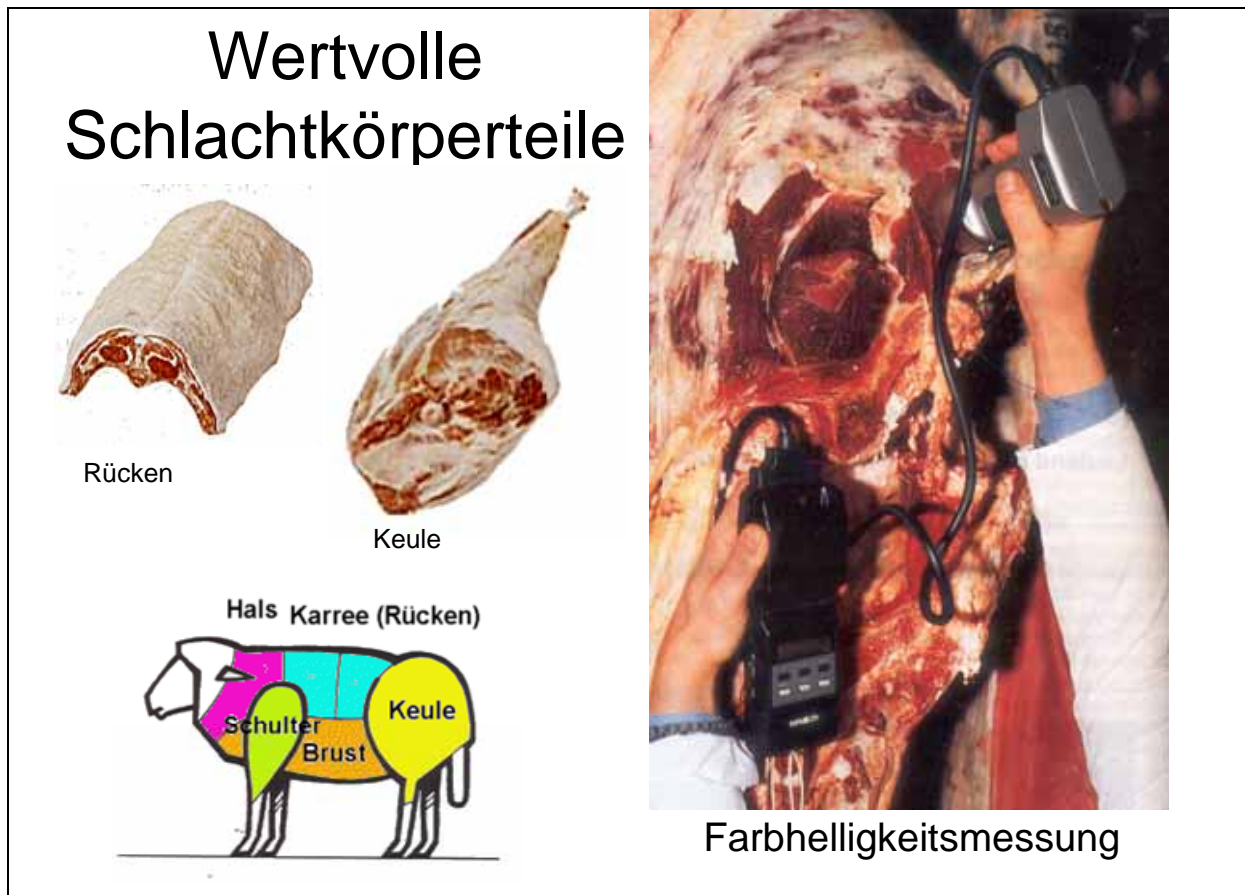 Wertvolle
Schlachtkörperteile
Rücken
Keule
Hals Karree (Rücken)
Schulter
Keule
Brust
Farbhelligkeitsmessung